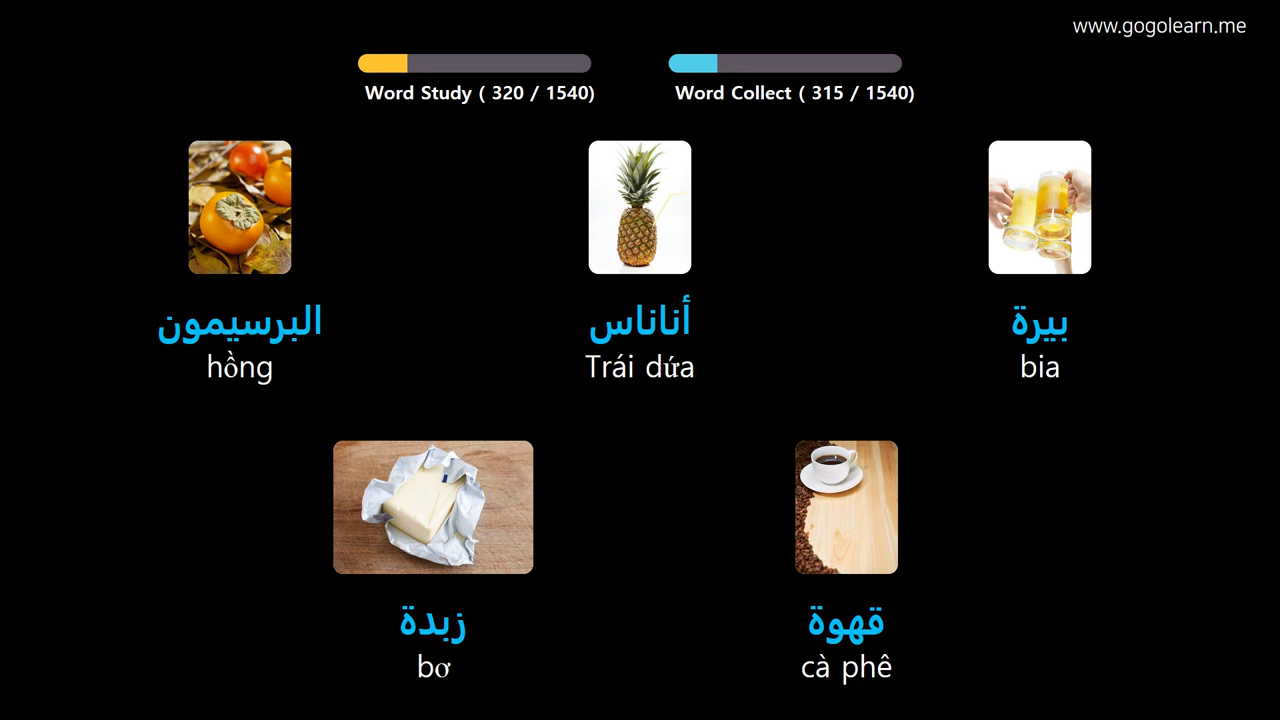 www.gogolearn.me
Word Study ( 320 / 1540)
Word Collect ( 315 / 1540)
البرسيمون
hồng
أناناس
Trái dứa
بيرة
bia
زبدة
bơ
قهوة
cà phê